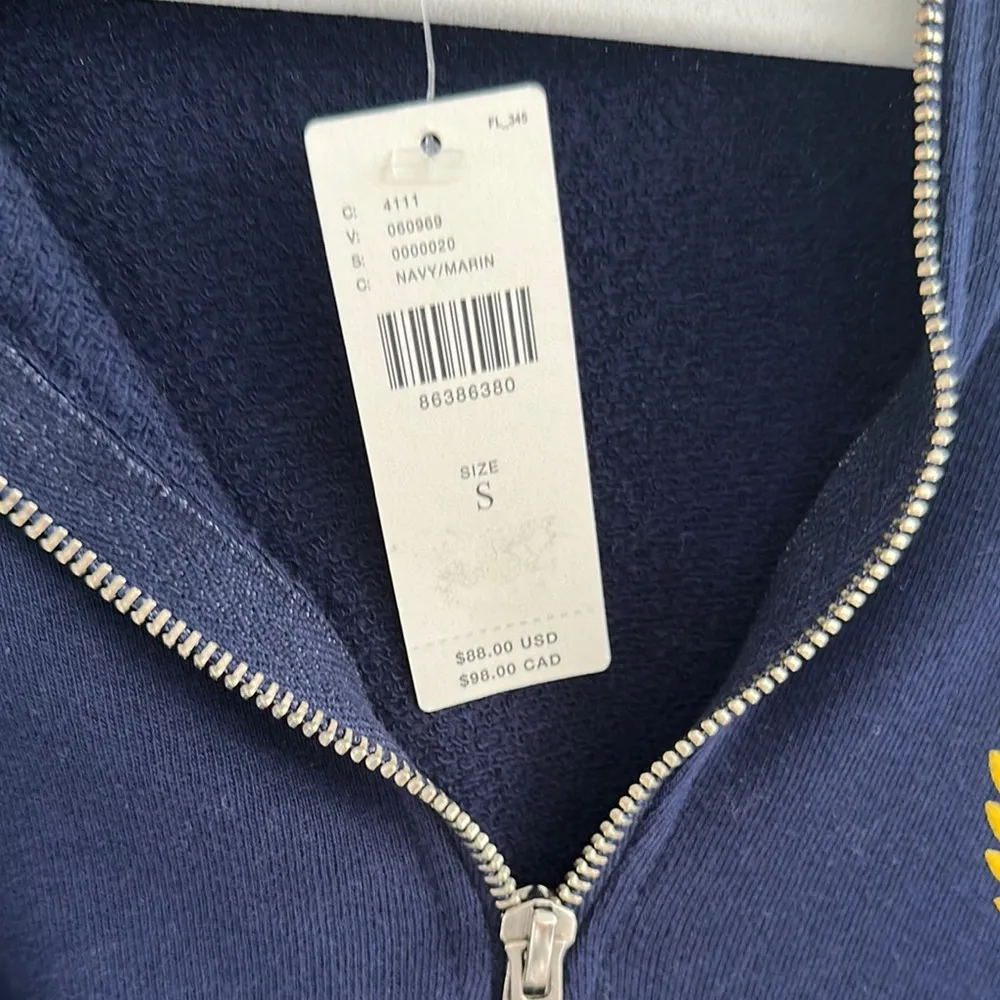 FL_345
C: 4111
V: 060969
S: 0000020
C: NAVY/MARIN
86386380
SIZE
S
$88.00 USD
$98.00 CAD